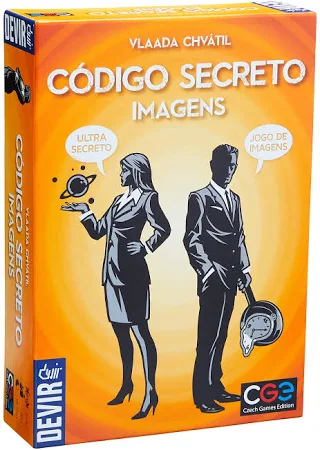 VLAADA CHVÁTIL
CÓDIGO SECRETO
IMAGENS
ULTRA
SECRETO
JOGO DE
IMAGENS
DEVIR
CGE
Czech Games Edition
DEVIR
VLAADA CHVÁTIL
CÓDIGO SECRETO
IMAGENS
DEVIR